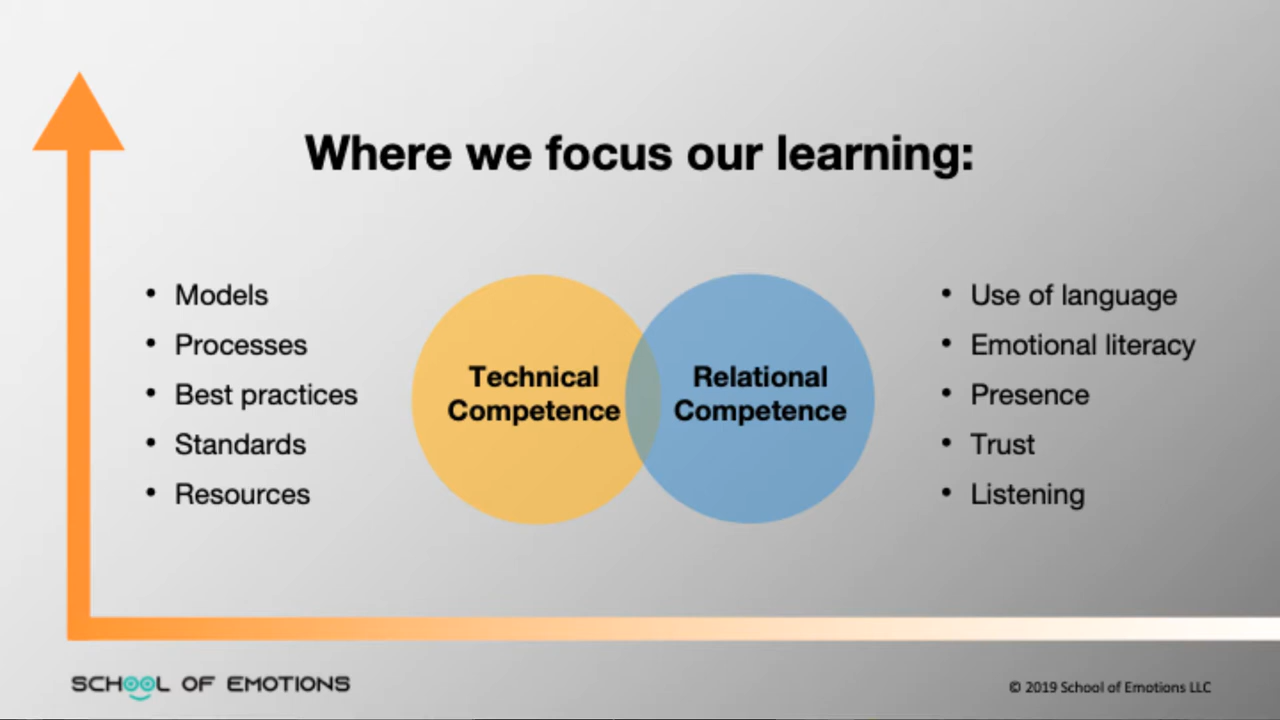 Where we focus our learning:
• Models
• Processes
• Best practices
• Standards
• Resources
Technical
Competence
Relational
Competence
• Use of language
• Emotional literacy
• Presence
• Trust
• Listening
SCHOOL OF EMOTIONS
© 2019 School of Emotions LLC